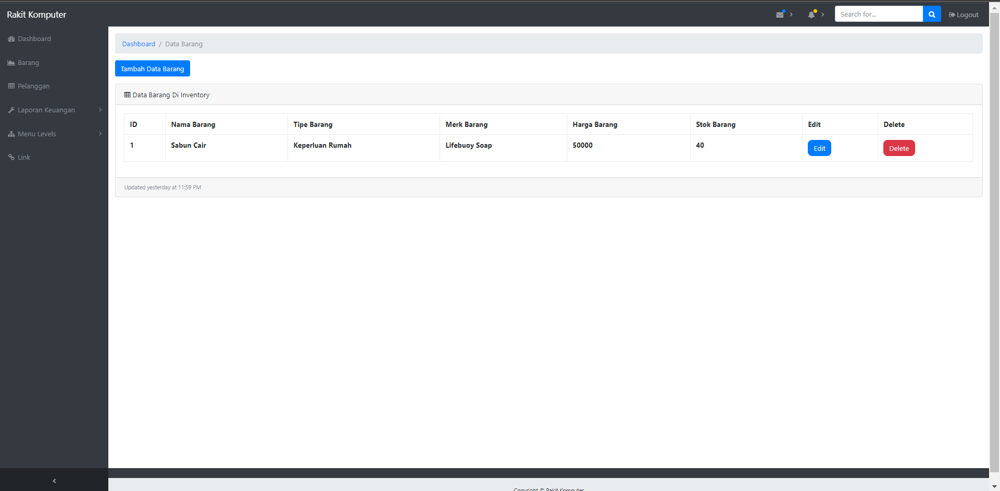 Rakit Komputer
Search for...
Logout
Dashboard
Barang
Pelanggan
Laporan Keuangan
Menu Levels
Link
Dashboard / Data Barang
Tambah Data Barang
Data Barang Di Inventory
ID Nama Barang Tipe Barang Merk Barang Harga Barang Stok Barang Edit Delete
1 Sabun Cair Keperluan Rumah Lifebuoy Soap 50000 40 Edit Delete
Updated yesterday at 11:59 PM
Copyright © Rakit Komputer